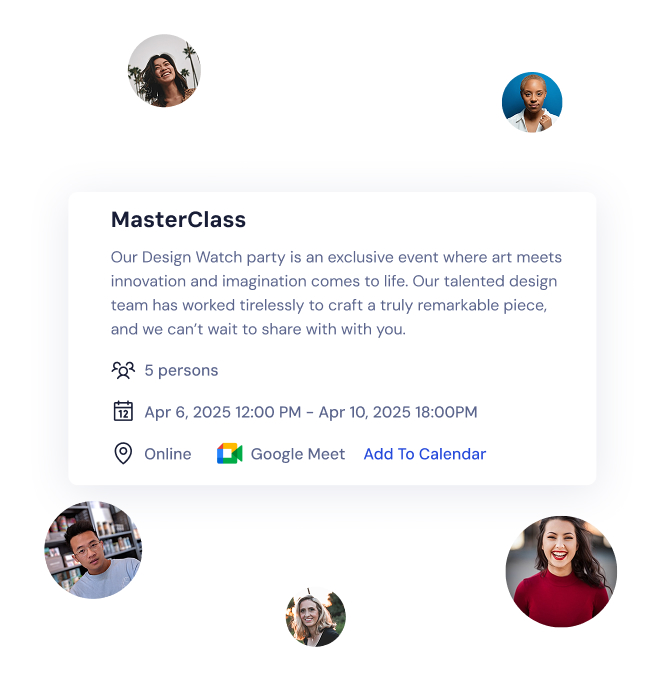 MasterClass
Our Design Watch party is an exclusive event where art meets
innovation and imagination comes to life. Our talented design
team has worked tirelessly to craft a truly remarkable piece,
and we can’t wait to share with with you.
5 persons
12
Apr 6, 2025 12:00 PM - Apr 10, 2025 18:00PM
Online Google Meet Add To Calendar